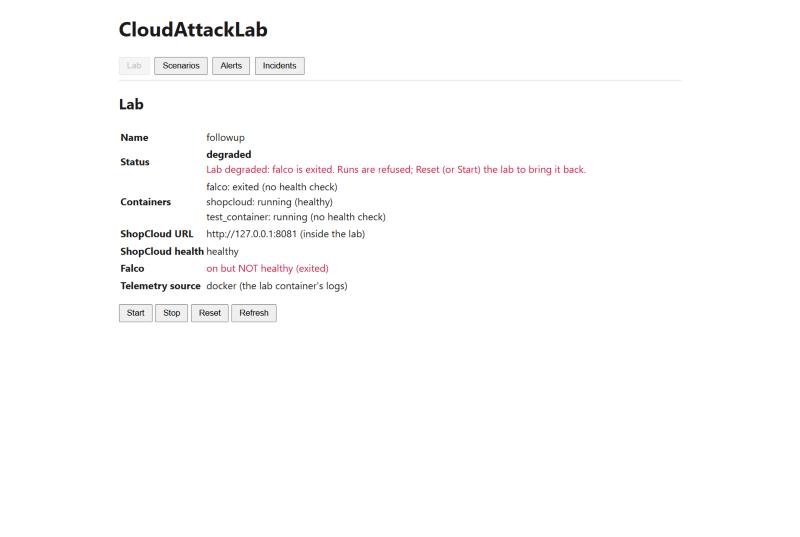 CloudAttackLab
Lab Scenarios Alerts Incidents
Lab
Name followup
Status degraded
Lab degraded: falco is exited. Runs are refused; Reset (or Start) the lab to bring it back.
Containers falco: exited (no health check)
shopcloud: running (healthy)
test_container: running (no health check)
ShopCloud URL http://127.0.0.1:8081 (inside the lab)
ShopCloud health healthy
Falco on but NOT healthy (exited)
Telemetry source docker (the lab container's logs)
Start Stop Reset Refresh